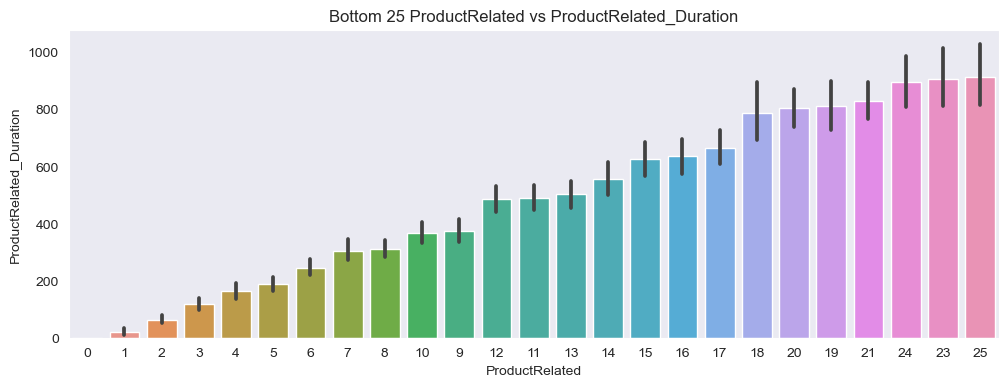 Bottom 25 ProductRelated vs ProductRelated_Duration
ProductRelated_Duration
1000
800
600
400
200
0
0 1 2 3 4 5 6 7 8 10 9 12 11 13 14 15 16 17 18 20 19 21 24 23 25
ProductRelated